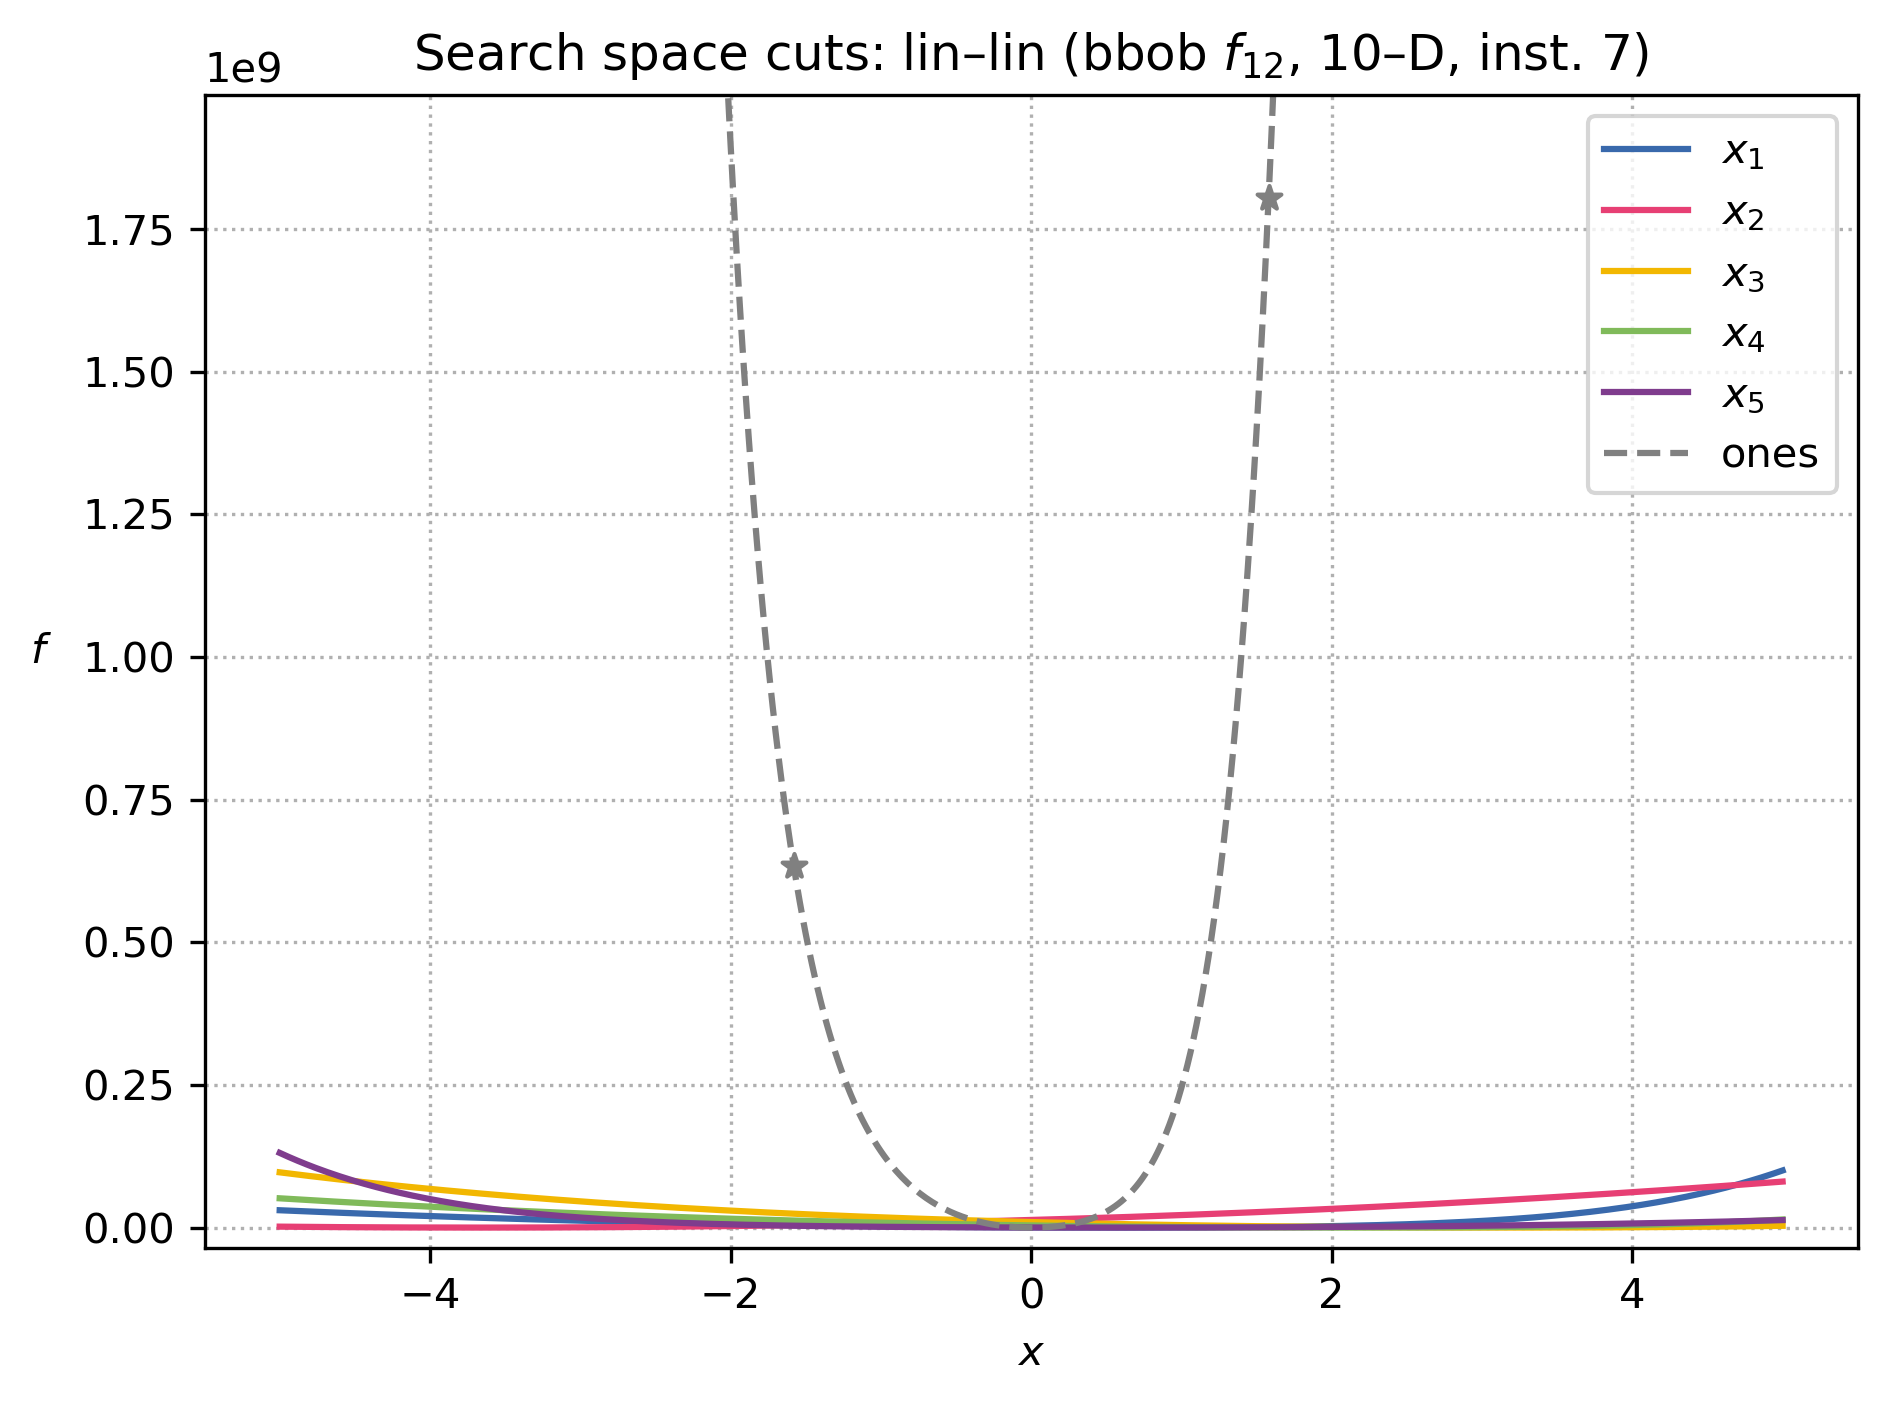 Search space cuts: lin–lin (bbob f₁₂, 10–D, inst. 7)
1e9
x₁
x₂
x₃
x₄
x₅
ones
f
1.75
1.50
1.25
1.00
0.75
0.50
0.25
0.00
−4 −2 0 2 4
x